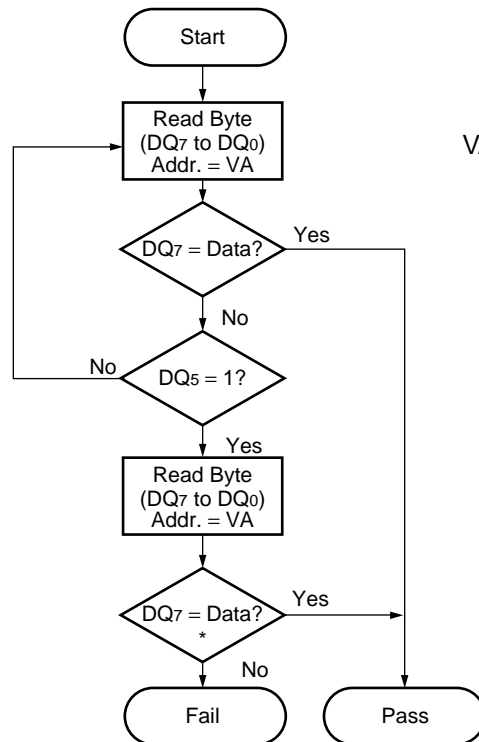 Start
Read Byte
(DQ7 to DQ0)
Addr. = VA
VA
DQ7 = Data?
Yes
No
No
DQ5 = 1?
Yes
Read Byte
(DQ7 to DQ0)
Addr. = VA
DQ7 = Data?
*
Yes
No
Fail
Pass